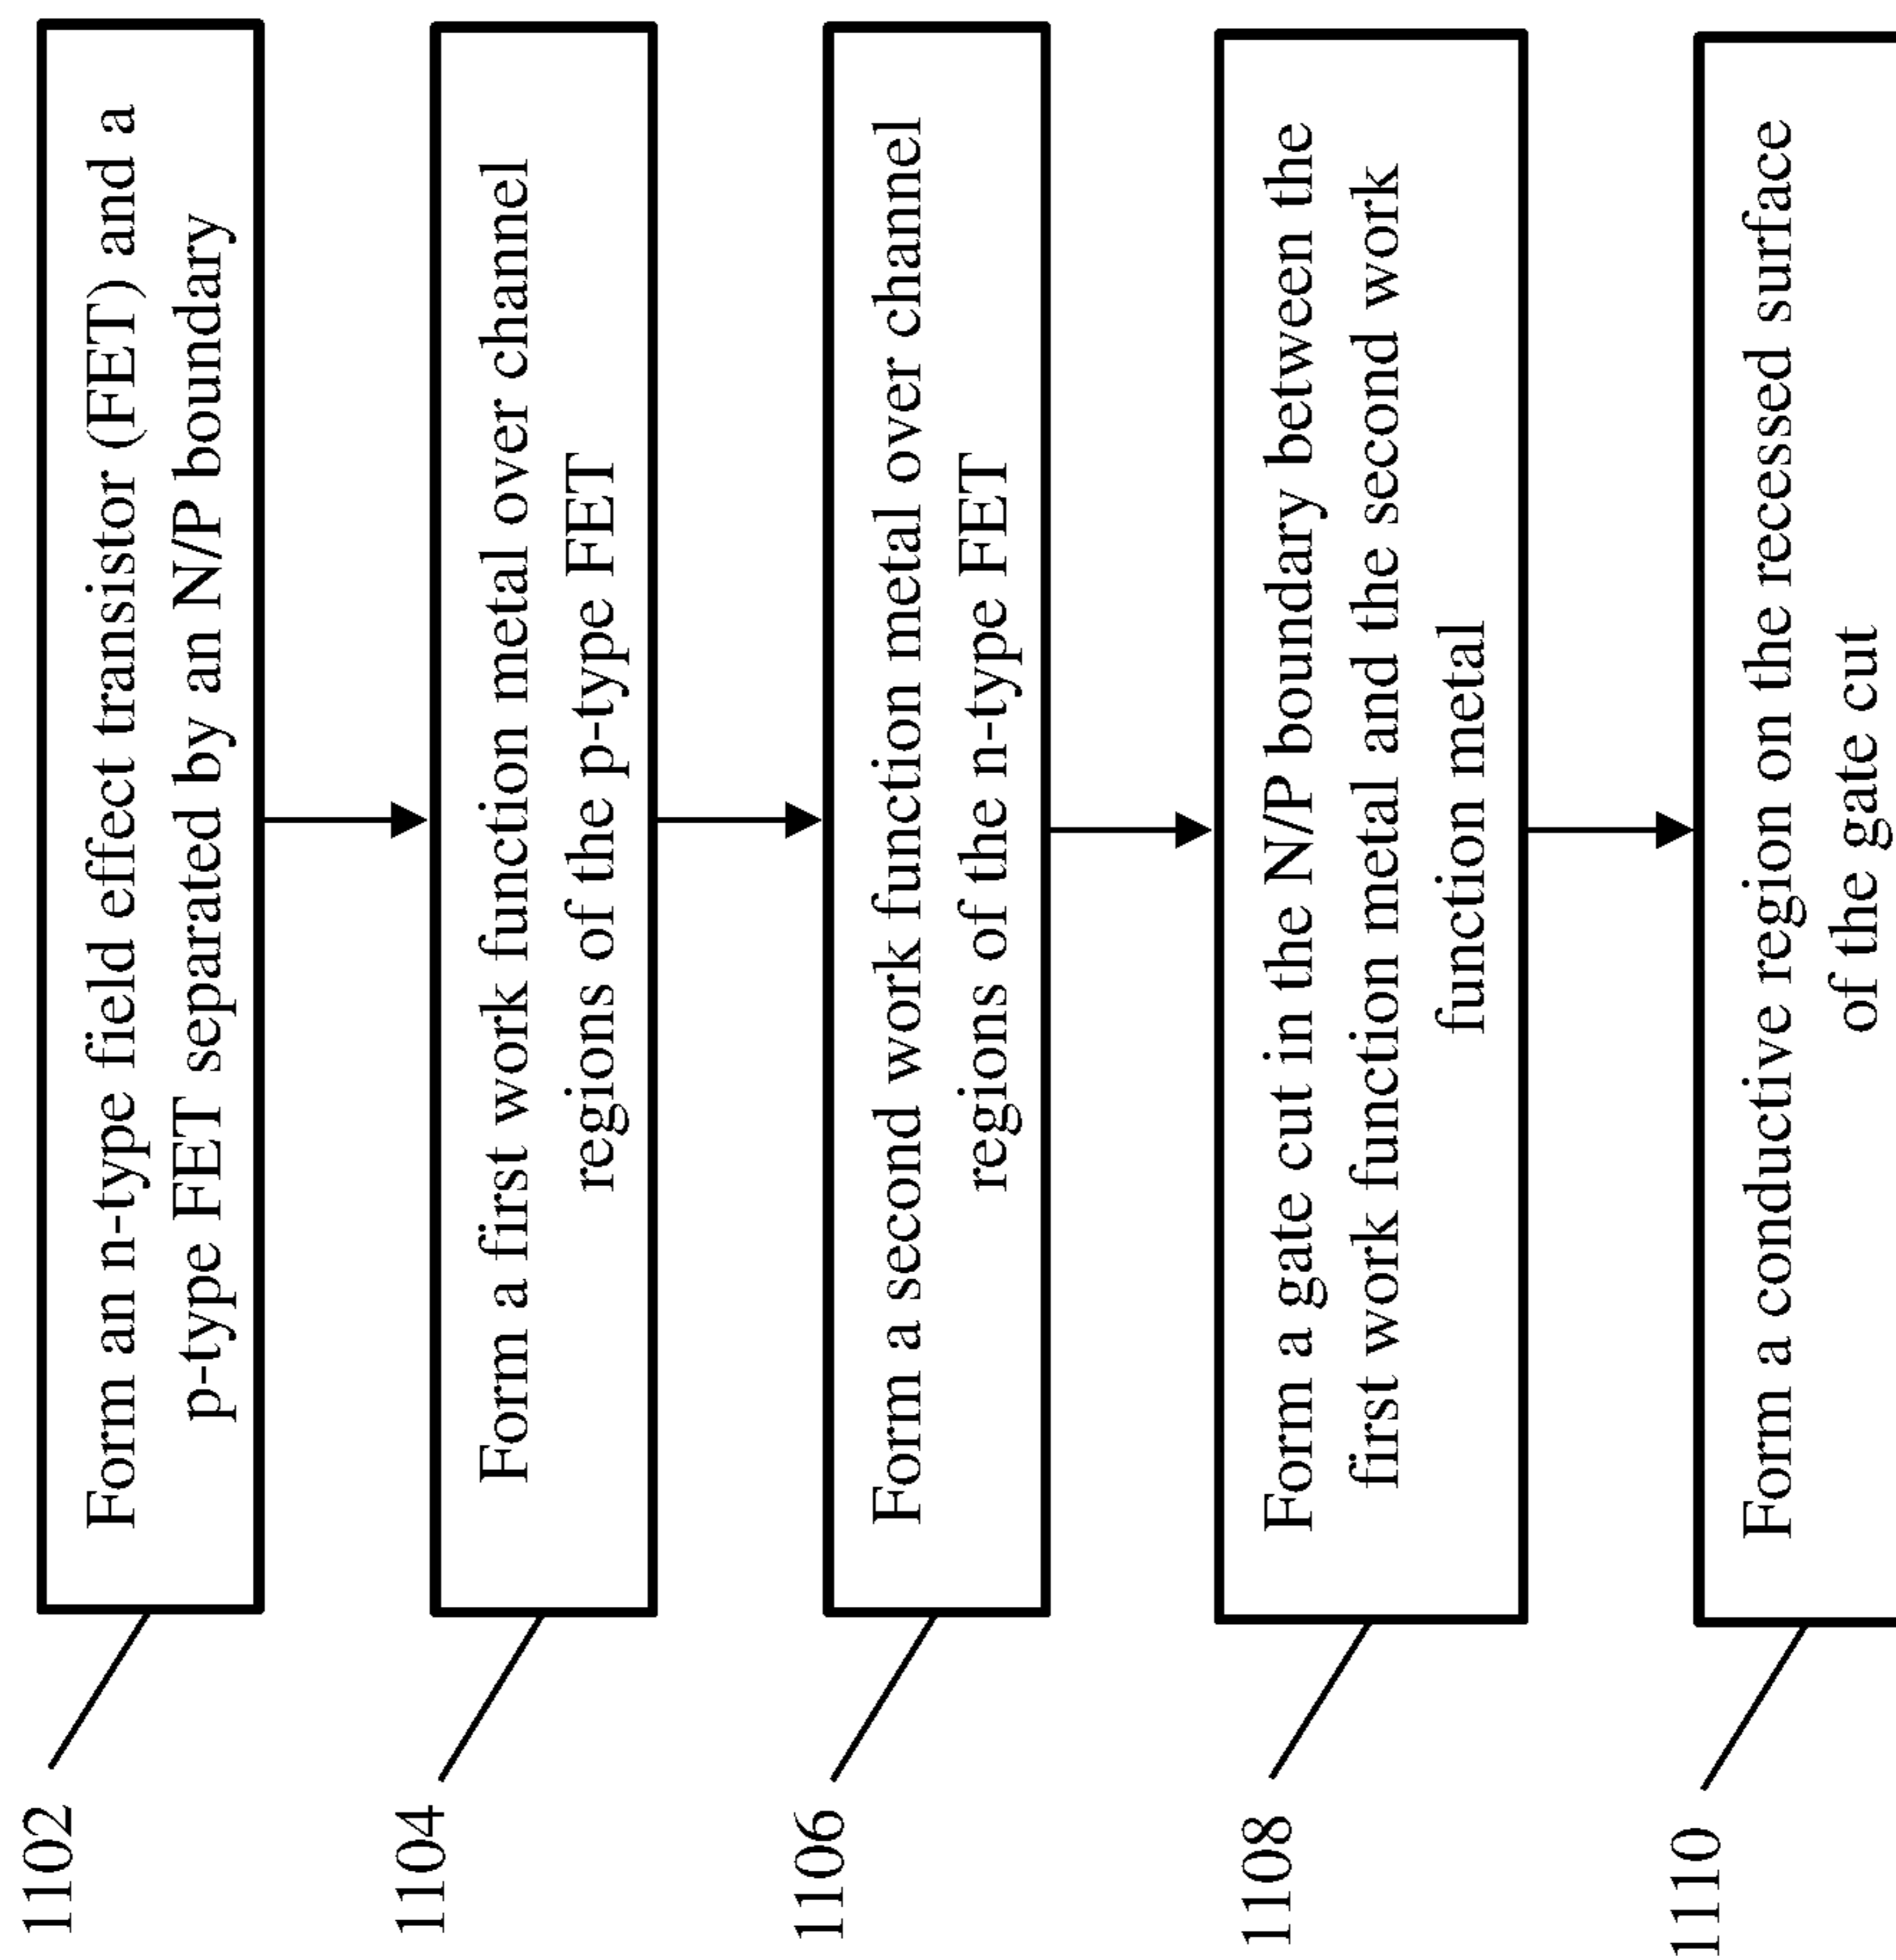 1102
Form an n-type field effect transistor (FET) and a
p-type FET separated by an N/P boundary
1104
Form a first work function metal over channel
regions of the p-type FET
1106
Form a second work function metal over channel
regions of the n-type FET
1108
Form a gate cut in the N/P boundary between the
first work function metal and the second work
function metal
1110
Form a conductive region on the recessed surface
of the gate cut